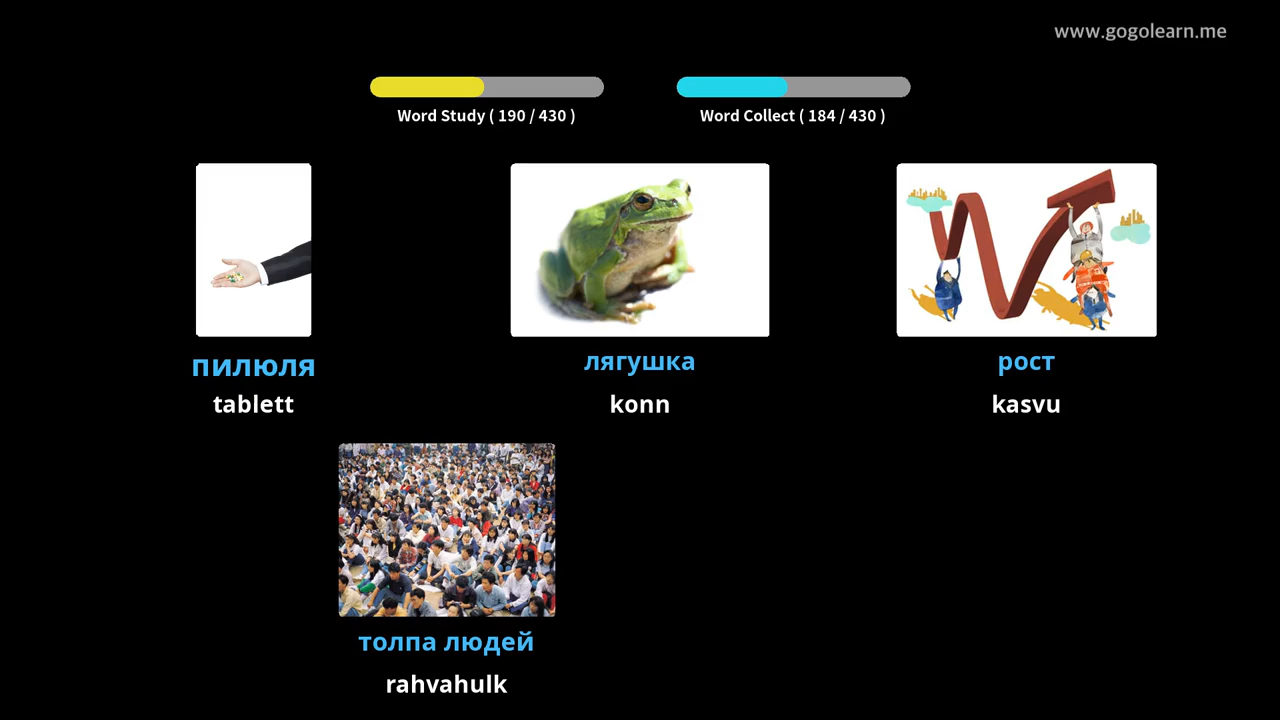 www.gogolearn.me
Word Study ( 190 / 430 )
Word Collect ( 184 / 430 )
пилюля
tablett
лягушка
konn
рост
kasvu
толпа людей
rahvahulk